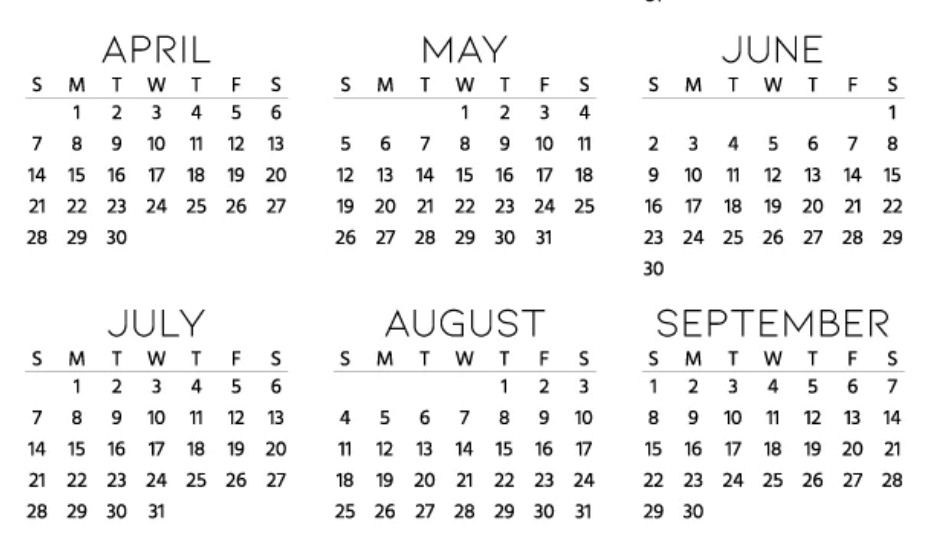 APRIL
S M T W T F S
1 2 3 4 5 6
7 8 9 10 11 12 13
14 15 16 17 18 19 20
21 22 23 24 25 26 27
28 29 30
MAY
S M T W T F S
1 2 3 4
5 6 7 8 9 10 11
12 13 14 15 16 17 18
19 20 21 22 23 24 25
26 27 28 29 30 31
JUNE
S M T W T F S
1
2 3 4 5 6 7 8
9 10 11 12 13 14 15
16 17 18 19 20 21 22
23 24 25 26 27 28 29
30
JULY
S M T W T F S
1 2 3 4 5 6
7 8 9 10 11 12 13
14 15 16 17 18 19 20
21 22 23 24 25 26 27
28 29 30 31
AUGUST
S M T W T F S
1 2 3
4 5 6 7 8 9 10
11 12 13 14 15 16 17
18 19 20 21 22 23 24
25 26 27 28 29 30 31
SEPTEMBER
S M T W T F S
1 2 3 4 5 6 7
8 9 10 11 12 13 14
15 16 17 18 19 20 21
22 23 24 25 26 27 28
29 30